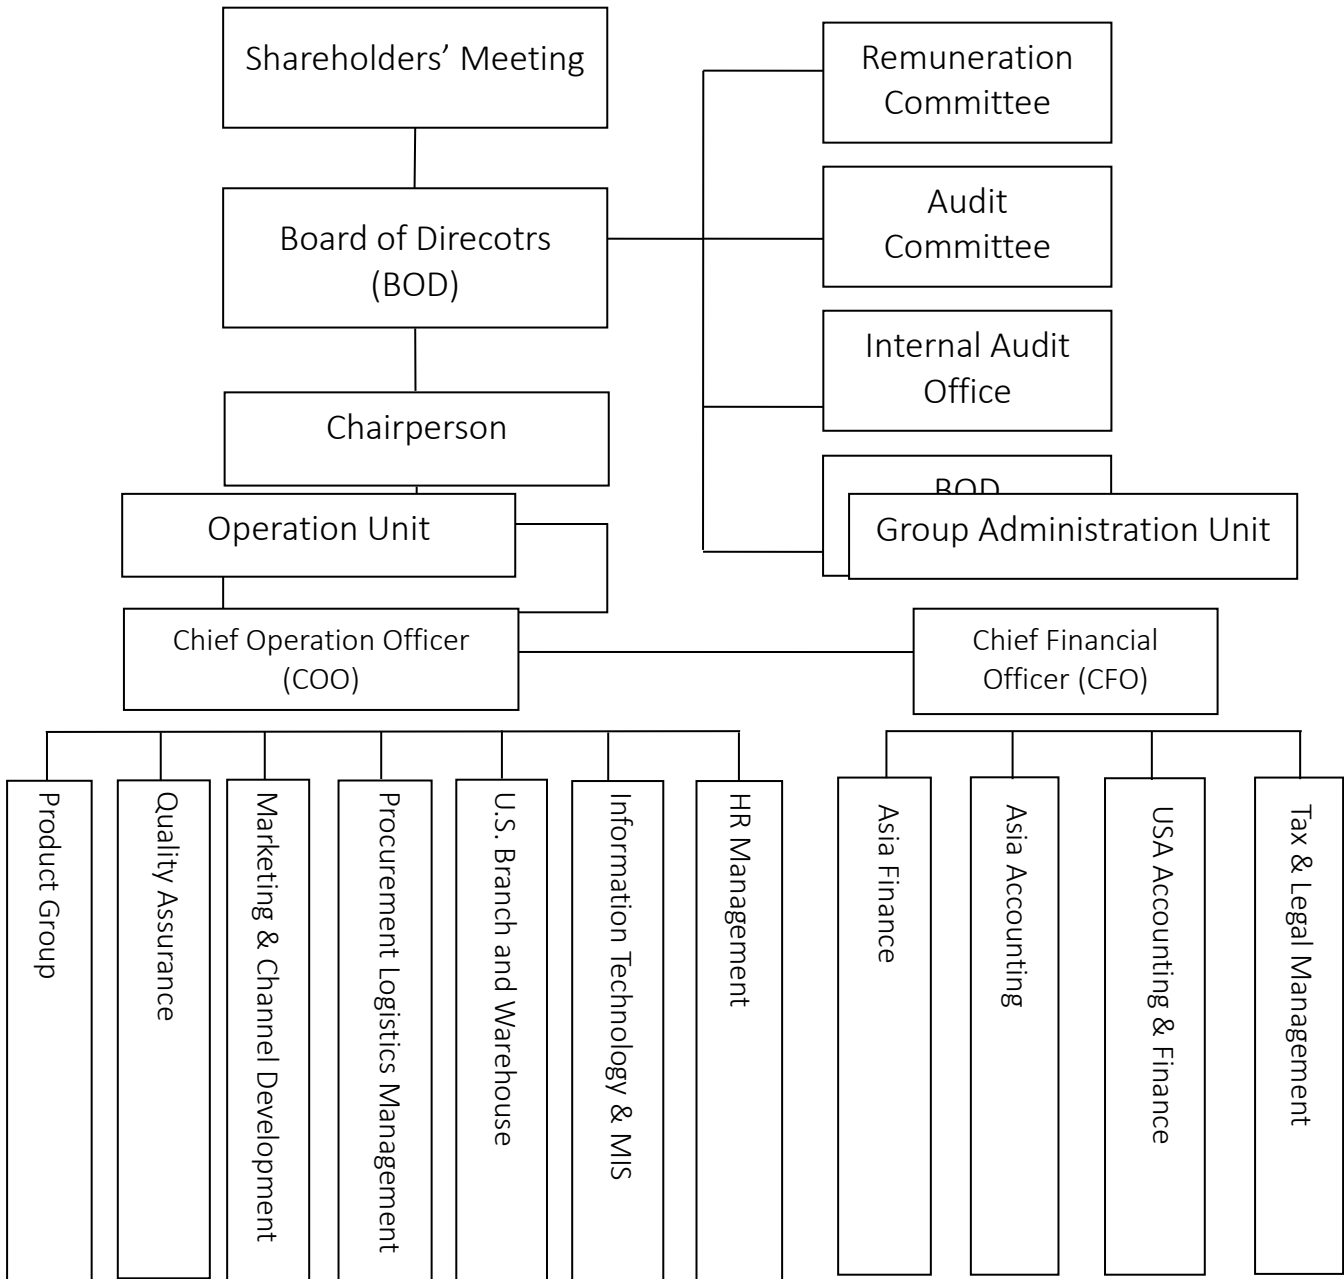 Shareholders’ Meeting
Remuneration
Committee
Audit
Committee
Board of Direcotrs
(BOD)
Internal Audit
Office
Chairperson
BOD
Operation Unit
Group Administration Unit
Chief Operation Officer
(COO)
Chief Financial
Officer (CFO)
Product Group
Quality Assurance
Marketing & Channel Development
Procurement Logistics Management
U.S. Branch and Warehouse
Information Technology & MIS
HR Management
Asia Finance
Asia Accounting
USA Accounting & Finance
Tax & Legal Management